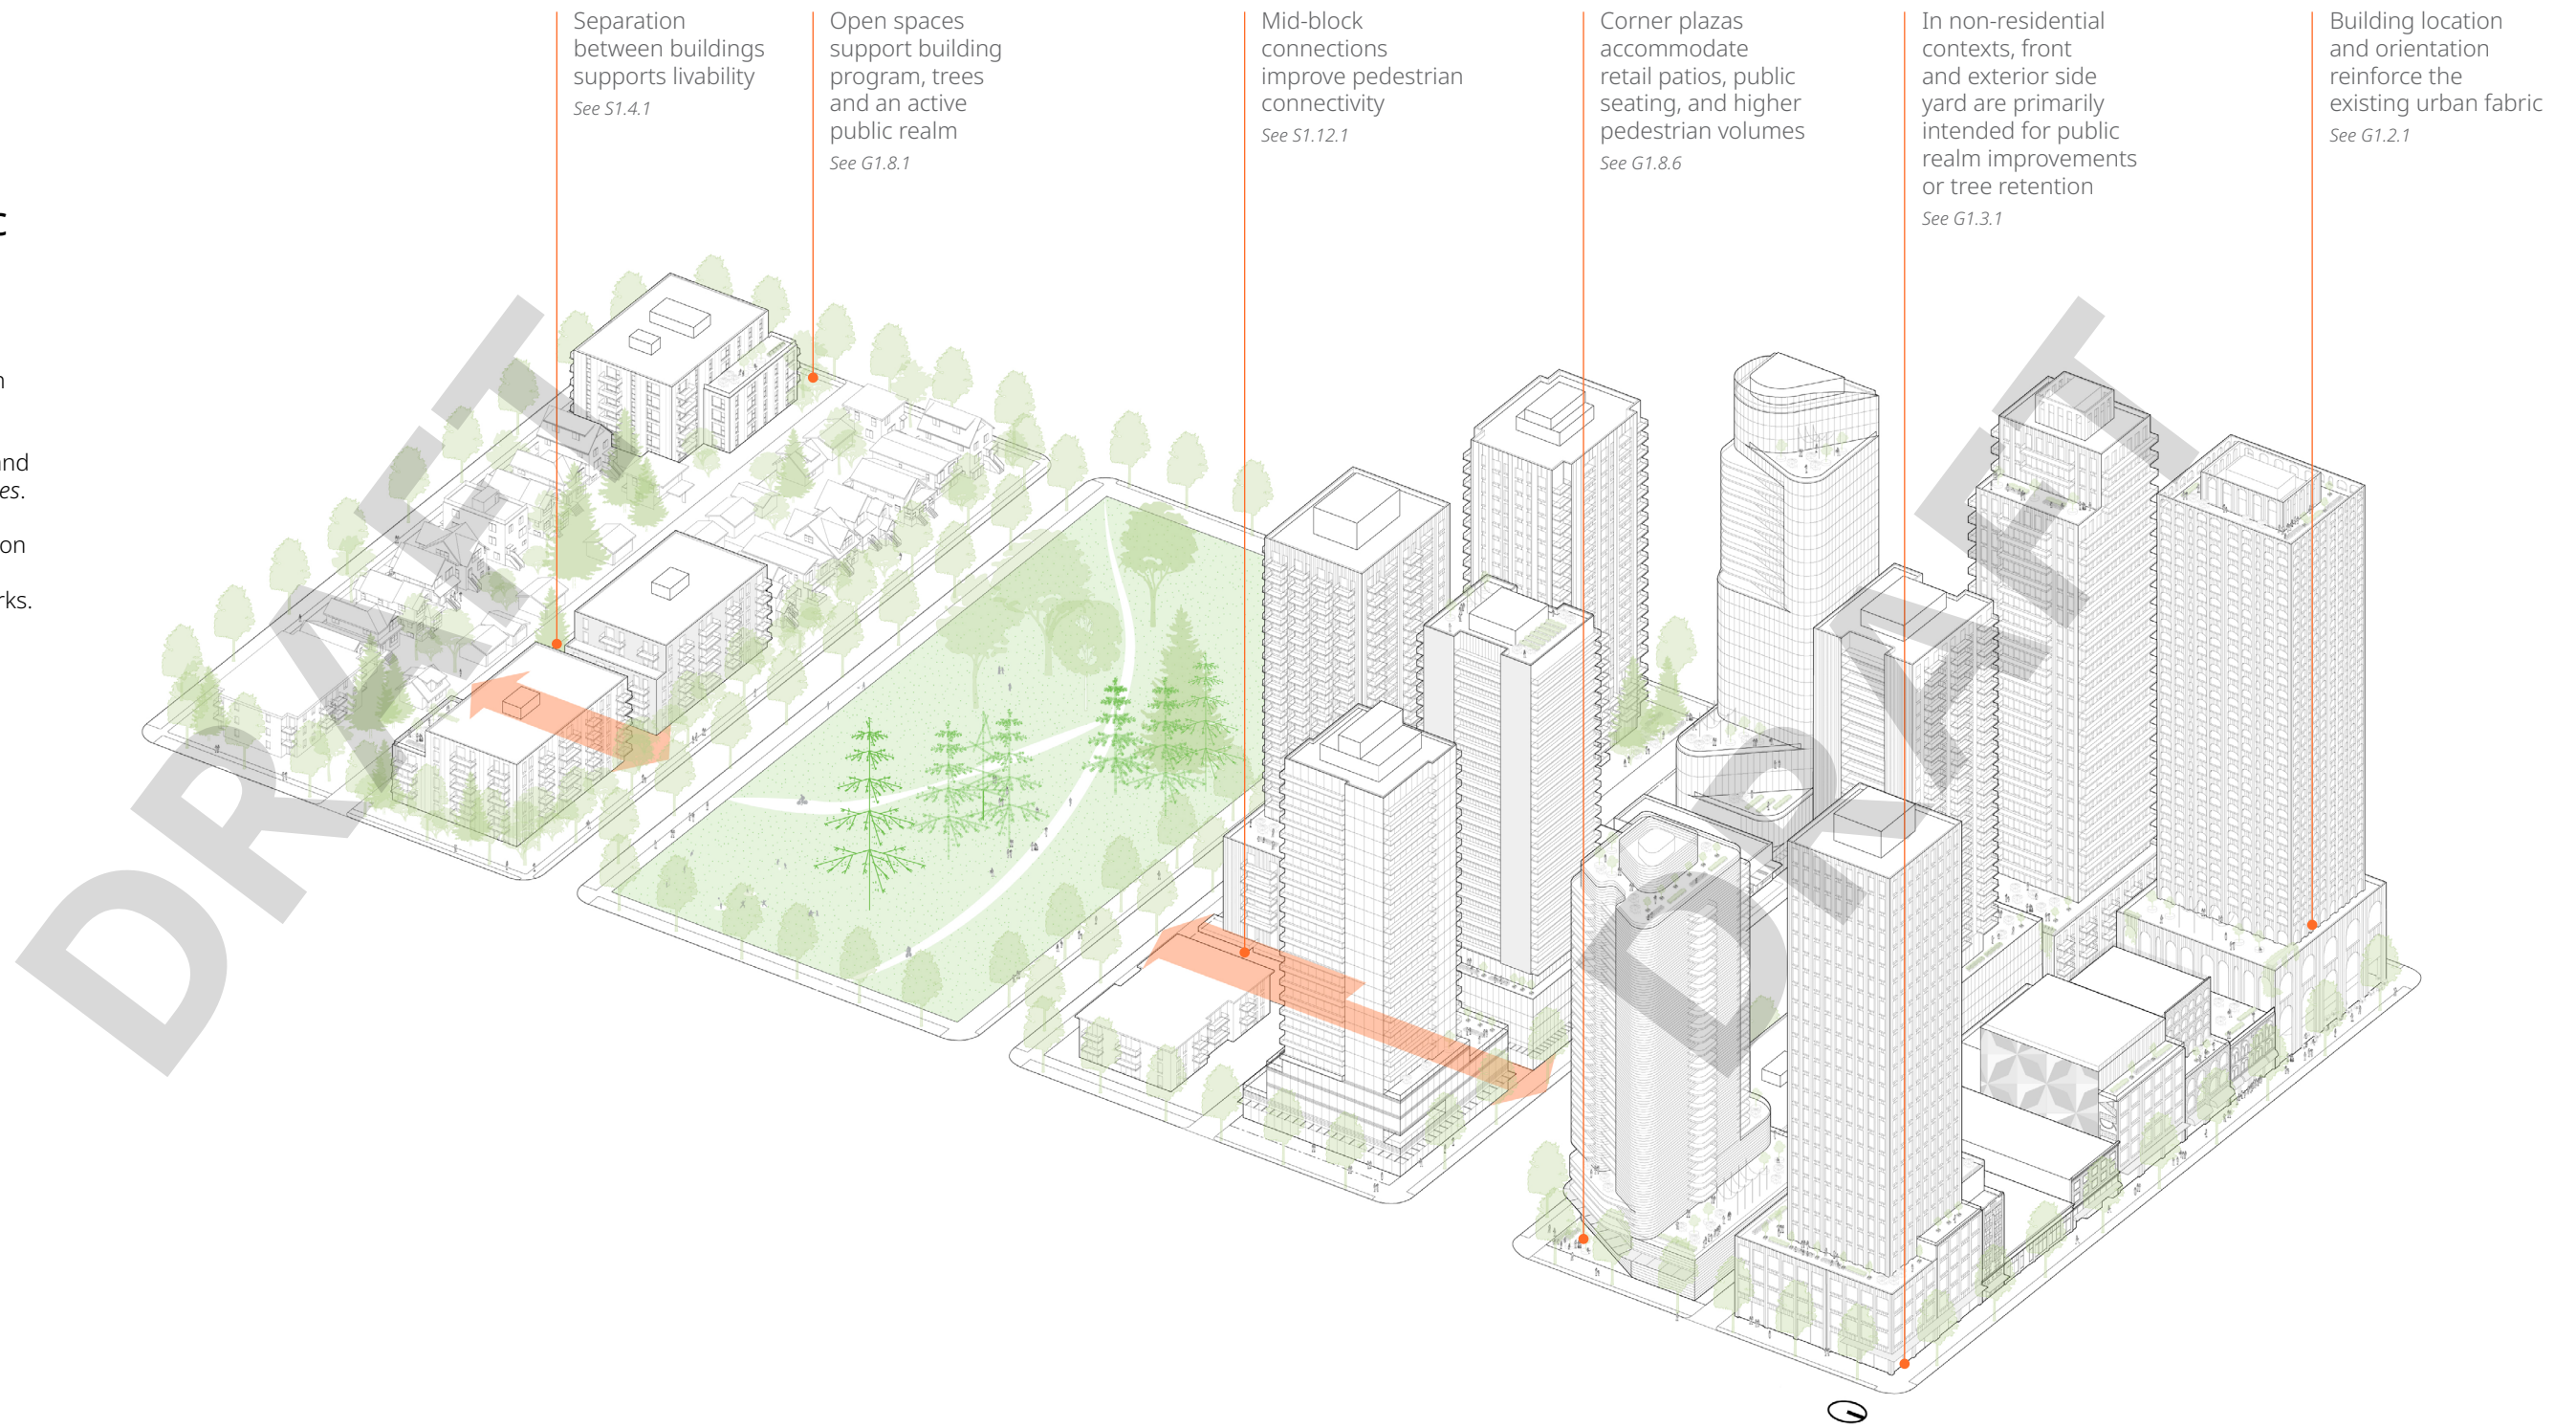 Separation
between buildings
supports livability
See S1.4.1
Open spaces
support building
program, trees
and an active
public realm
See G1.8.1
Mid-block
connections
improve pedestrian
connectivity
See S1.12.1
Corner plazas
accommodate
retail patios, public
seating, and higher
pedestrian volumes
See G1.8.6
In non-residential
contexts, front
and exterior side
yard are primarily
intended for public
realm improvements
or tree retention
See G1.3.1
Building location
and orientation
reinforce the
existing urban fabric
See G1.2.1
DRAFT
DRAFT